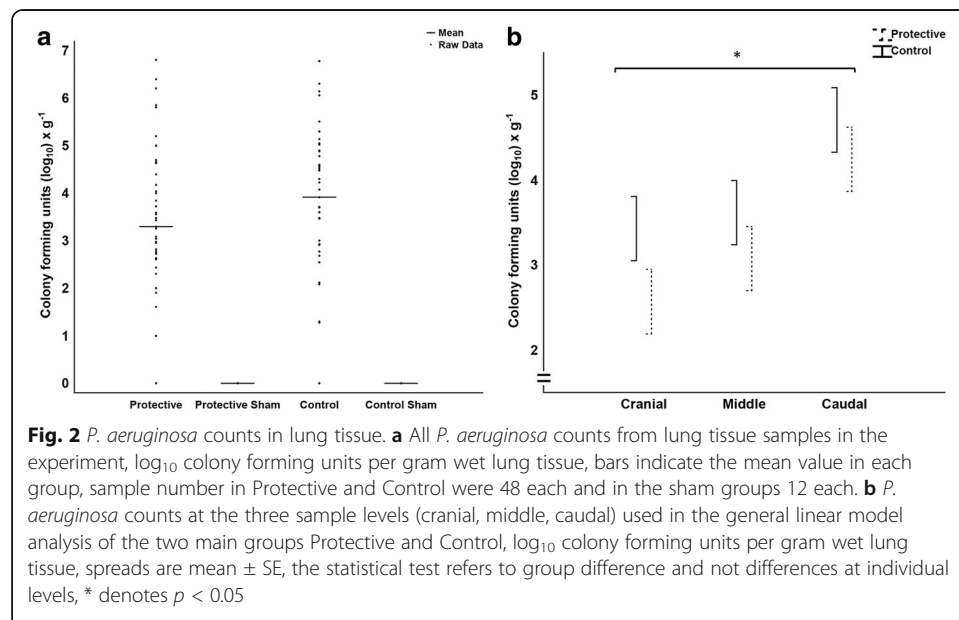 a
Mean
Raw Data
Colony forming units (log₁₀) x g⁻¹
7
6
5
4
3
2
1
0
Protective
Protective Sham
Control
Control Sham
b
Protective
Control
*
Colony forming units (log₁₀) x g⁻¹
5
4
3
2
Cranial
Middle
Caudal
Fig. 2 P. aeruginosa counts in lung tissue. a All P. aeruginosa counts from lung tissue samples in the
experiment, log₁₀ colony forming units per gram wet lung tissue, bars indicate the mean value in each
group, sample number in Protective and Control were 48 each and in the sham groups 12 each. b P.
aeruginosa counts at the three sample levels (cranial, middle, caudal) used in the general linear model
analysis of the two main groups Protective and Control, log₁₀ colony forming units per gram wet lung
tissue, spreads are mean ± SE, the statistical test refers to group difference and not differences at individual
levels, * denotes p < 0.05